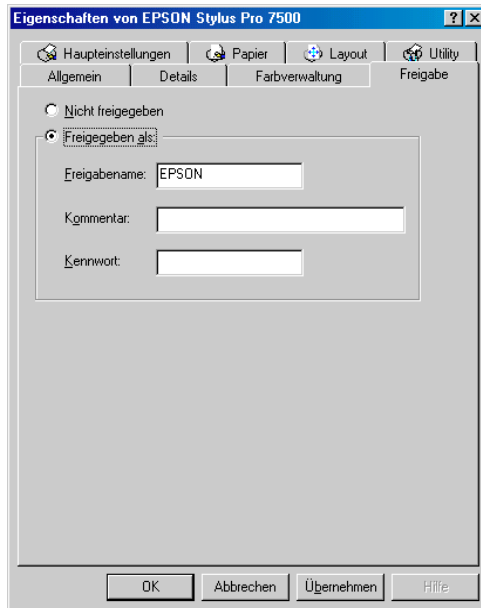 Eigenschaften von EPSON Stylus Pro 7500
Haupteinstellungen Papier Layout Utility
Allgemein Details Farbverwaltung Freigabe
Nicht freigegeben
Freigegeben als:
Freigabename: EPSON
Kommentar:
Kennwort:
OK Abbrechen Übernehmen Hilfe